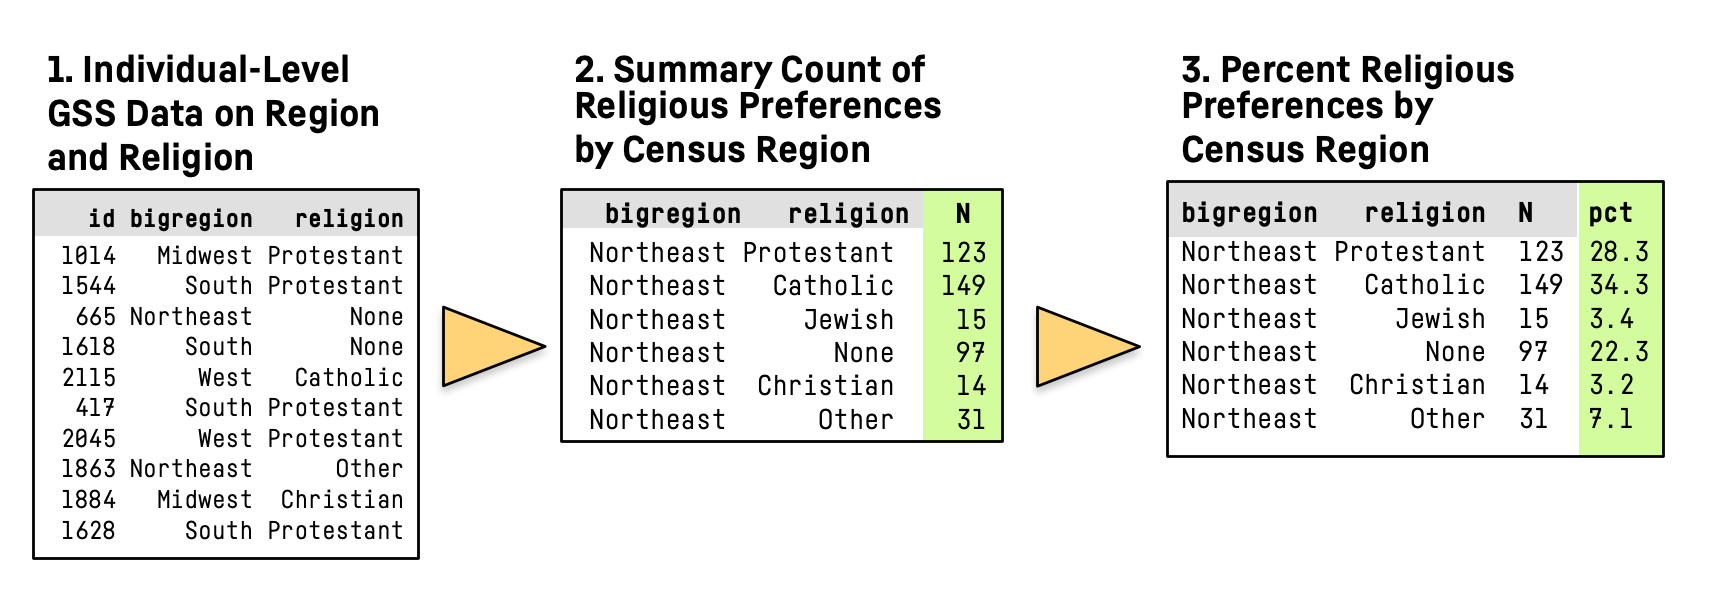 1. Individual-Level
GSS Data on Region
and Religion
id bigregion religion
1014 Midwest Protestant
1544 South Protestant
665 Northeast None
1618 South None
2115 West Catholic
417 South Protestant
2045 West Protestant
1863 Northeast Other
1884 Midwest Christian
1628 South Protestant
2. Summary Count of
Religious Preferences
by Census Region
bigregion religion N
Northeast Protestant 123
Northeast Catholic 149
Northeast Jewish 15
Northeast None 97
Northeast Christian 14
Northeast Other 31
3. Percent Religious
Preferences by
Census Region
bigregion religion N pct
Northeast Protestant 123 28.3
Northeast Catholic 149 34.3
Northeast Jewish 15 3.4
Northeast None 97 22.3
Northeast Christian 14 3.2
Northeast Other 31 7.1